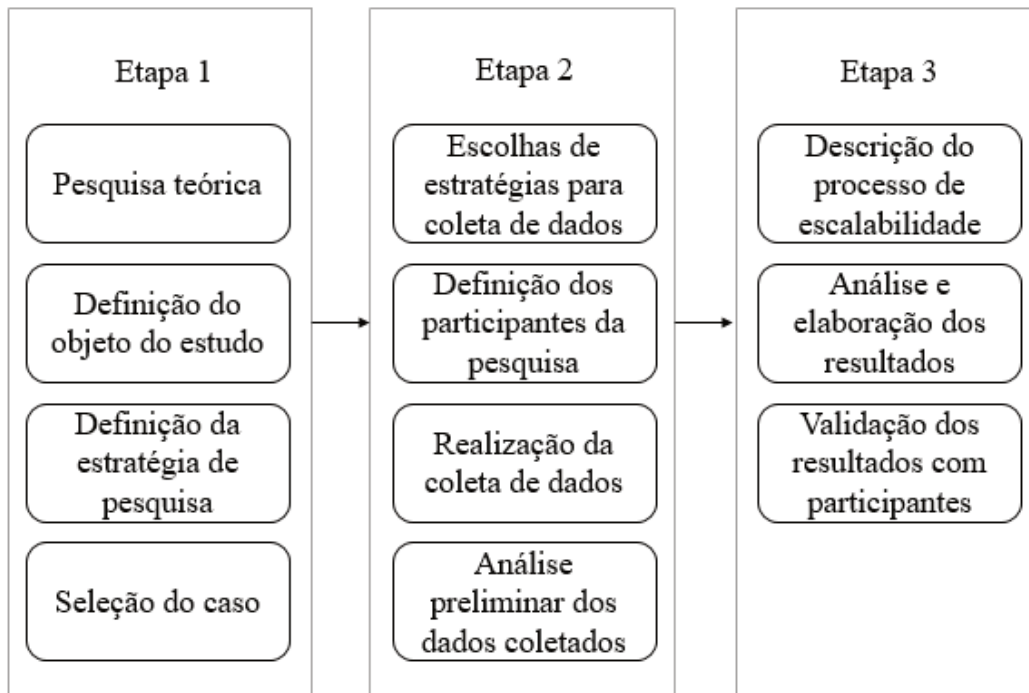 Etapa 1
Pesquisa teórica
Definição do
objeto do estudo
Definição da
estratégia de
pesquisa
Seleção do caso
Etapa 2
Escolhas de
estratégias para
coleta de dados
Definição dos
participantes da
pesquisa
Realização da
coleta de dados
Análise
preliminar dos
dados coletados
Etapa 3
Descrição do
processo de
escalabilidade
Análise e
elaboração dos
resultados
Validação dos
resultados com
participantes